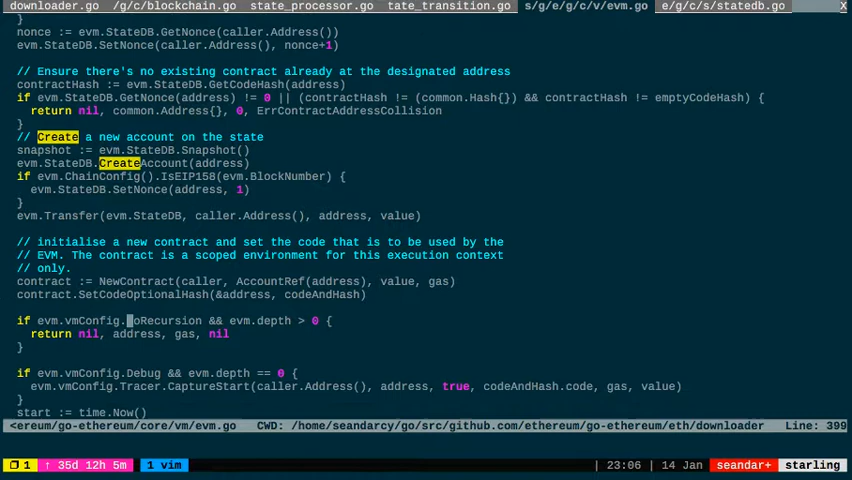 downloader.go  /g/c/blockchain.go  state_processor.go  tate_transition.go  s/g/e/g/c/v/evm.go  e/g/c/s/statedb.go  X
}
nonce := evm.StateDB.GetNonce(caller.Address())
evm.StateDB.SetNonce(caller.Address(), nonce+1)
// Ensure there's no existing contract already at the designated address
contractHash := evm.StateDB.GetCodeHash(address)
if evm.StateDB.GetNonce(address) != 0 || (contractHash != (common.Hash{}) && contractHash != emptyCodeHash) {
return nil, common.Address{}, 0, ErrContractAddressCollision
}
// Create a new account on the state
snapshot := evm.StateDB.Snapshot()
evm.StateDB.CreateAccount(address)
if evm.ChainConfig().IsEIP158(evm.BlockNumber) {
evm.StateDB.SetNonce(address, 1)
}
evm.Transfer(evm.StateDB, caller.Address(), address, value)
// initialise a new contract and set the code that is to be used by the
// EVM. The contract is a scoped environment for this execution context
// only.
contract := NewContract(caller, AccountRef(address), value, gas)
contract.SetCodeOptionalHash(&address, codeAndHash)
if evm.vmConfig.NoRecursion && evm.depth > 0 {
return nil, address, gas, nil
}
if evm.vmConfig.Debug && evm.depth == 0 {
evm.vmConfig.Tracer.CaptureStart(caller.Address(), address, true, codeAndHash.code, gas, value)
}
start := time.Now()
<ereum/go-ethereum/core/vm/evm.go  CWD: /home/seandarcy/go/src/github.com/ethereum/go-ethereum/eth/downloader  Line: 399
1  ↑ 35d 12h 5m  1 vim  | 23:06 | 14 Jan  seandar+  starling